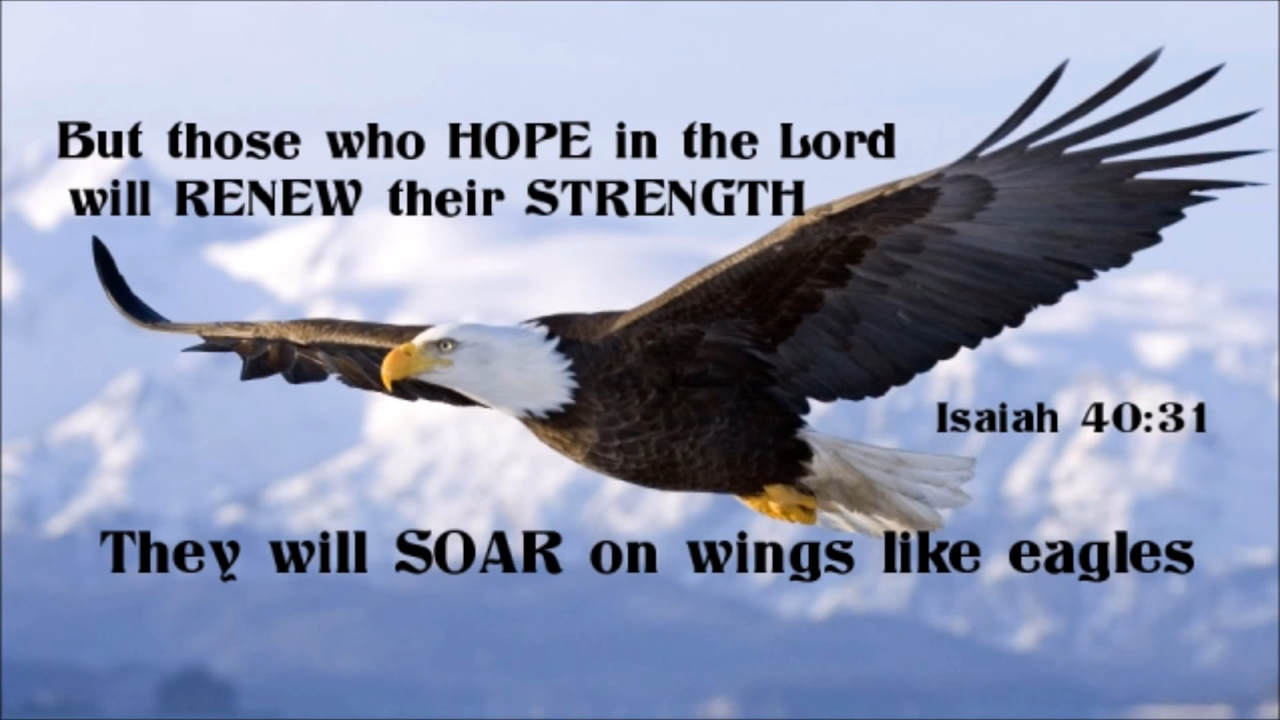 But those who HOPE in the Lord
will RENEW their STRENGTH
Isaiah 40:31
They will SOAR on wings like eagles